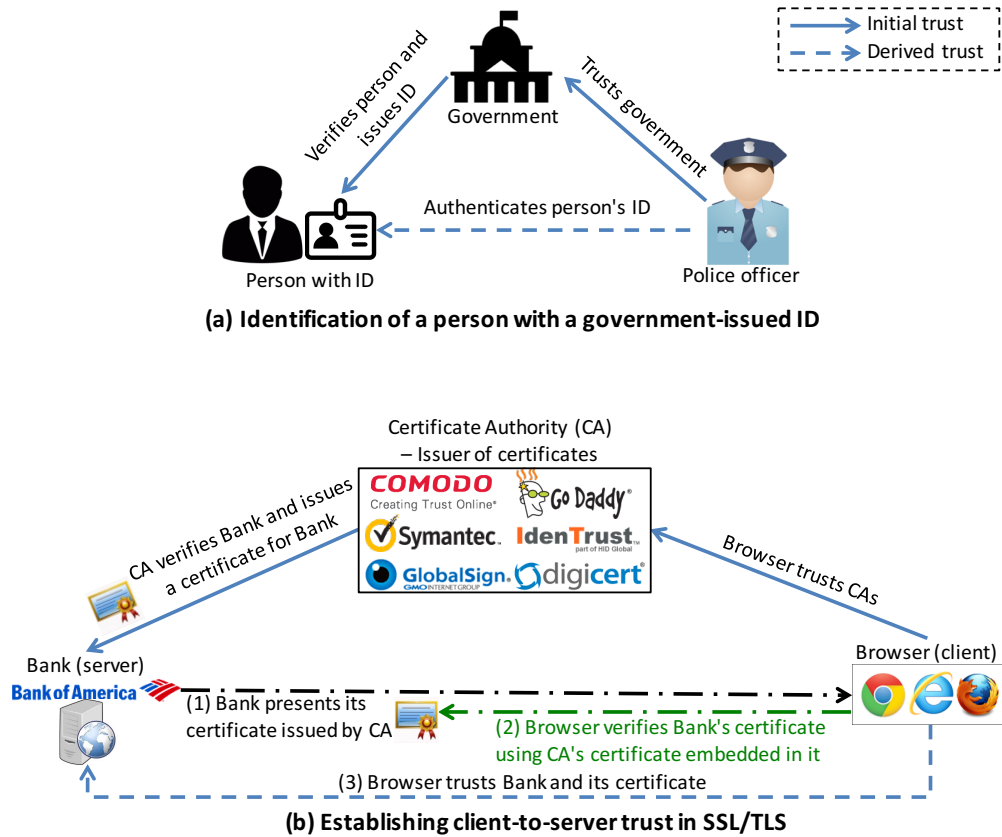 Initial trust
Derived trust
Verifies person and
issues ID
Government
Trusts government
Authenticates person's ID
Person with ID
Police officer
(a) Identification of a person with a government-issued ID
Certificate Authority (CA)
– Issuer of certificates
COMODO
Creating Trust Online®
Go Daddy®
Symantec™
IdenTrust™
part of HID Global
GlobalSign®
GMO INTERNET GROUP
digicert®
CA verifies Bank and issues
a certificate for Bank
Browser trusts CAs
Bank (server)
Bank of America
Browser (client)
(1) Bank presents its
certificate issued by CA
(2) Browser verifies Bank's certificate
using CA's certificate embedded in it
(3) Browser trusts Bank and its certificate
(b) Establishing client-to-server trust in SSL/TLS